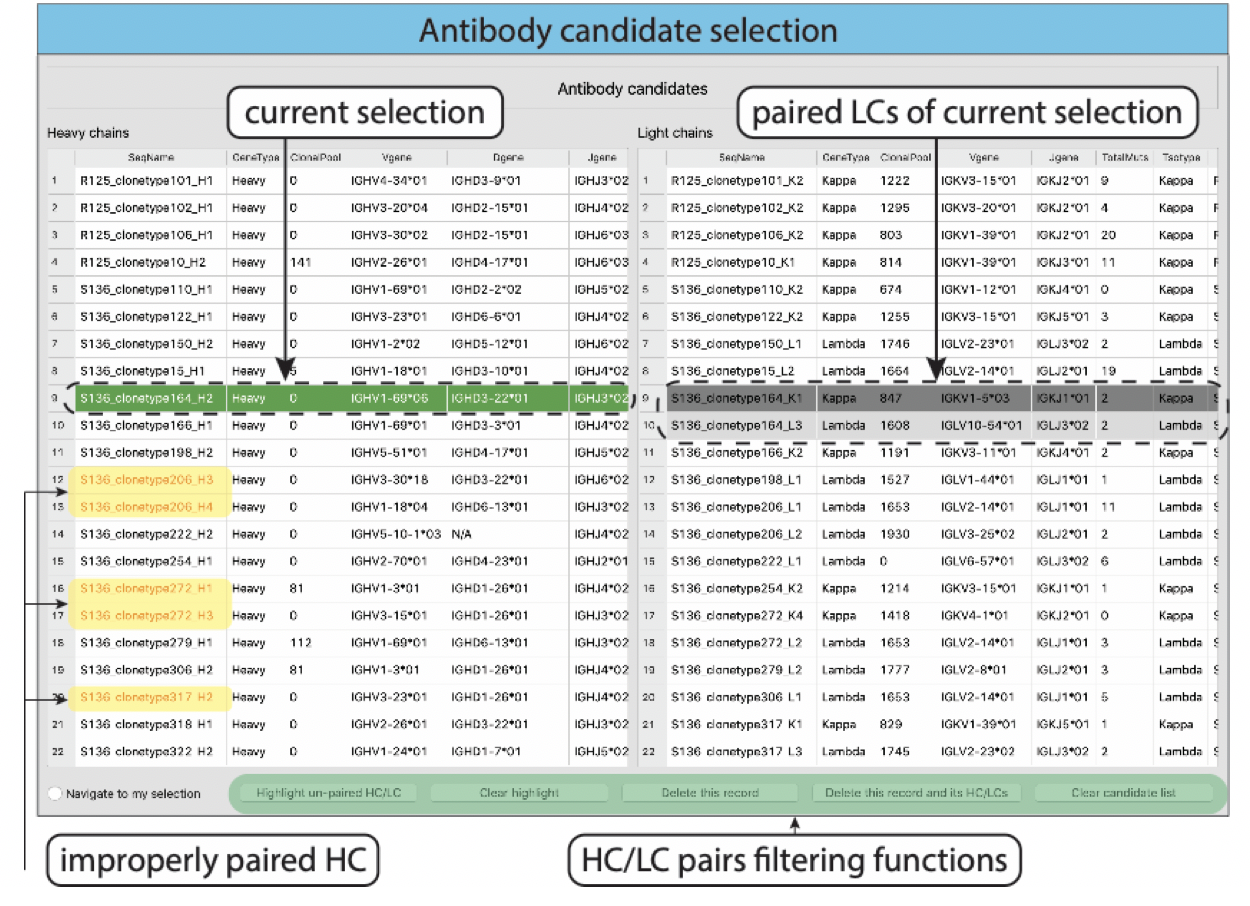 Antibody candidate selection
Antibody candidates
current selection
paired LCs of current selection
Heavy chains
SeqName GeneType ClonalPool Vgene Dgene Jgene
1 R125_clonetype101_H1 Heavy 0 IGHV4-34*01 IGHD3-9*01 IGHJ3*02
2 R125_clonetype102_H1 Heavy 0 IGHV3-20*04 IGHD2-15*01 IGHJ4*02
3 R125_clonetype106_H1 Heavy 0 IGHV3-30*02 IGHD2-15*01 IGHJ6*03
4 R125_clonetype10_H2 Heavy 141 IGHV2-26*01 IGHD4-17*01 IGHJ6*03
5 S136_clonetype110_H1 Heavy 0 IGHV1-69*01 IGHD2-2*02 IGHJ5*02
6 S136_clonetype122_H1 Heavy 0 IGHV3-23*01 IGHD6-6*01 IGHJ4*02
7 S136_clonetype150_H2 Heavy 0 IGHV1-2*02 IGHD5-12*01 IGHJ6*02
8 S136_clonetype15_H1 Heavy 5 IGHV1-18*01 IGHD3-10*01 IGHJ4*02
9 S136_clonetype164_H2 Heavy 0 IGHV1-69*06 IGHD3-22*01 IGHJ3*02
10 S136_clonetype166_H1 Heavy 0 IGHV1-69*01 IGHD3-3*01 IGHJ4*02
11 S136_clonetype198_H2 Heavy 0 IGHV5-51*01 IGHD4-17*01 IGHJ5*02
12 S136_clonetype206_H3 Heavy 0 IGHV3-30*18 IGHD3-22*01 IGHJ6*02
13 S136_clonetype206_H4 Heavy 0 IGHV1-18*04 IGHD6-13*01 IGHJ3*02
14 S136_clonetype222_H2 Heavy 0 IGHV5-10-1*03 N/A IGHJ4*02
15 S136_clonetype254_H1 Heavy 0 IGHV2-70*01 IGHD4-23*01 IGHJ2*01
16 S136_clonetype272_H1 Heavy 81 IGHV1-3*01 IGHD1-26*01 IGHJ4*02
17 S136_clonetype272_H3 Heavy 0 IGHV3-15*01 IGHD1-26*01 IGHJ3*02
18 S136_clonetype279_H1 Heavy 112 IGHV1-69*01 IGHD6-13*01 IGHJ3*02
19 S136_clonetype306_H2 Heavy 81 IGHV1-3*01 IGHD1-26*01 IGHJ4*02
20 S136_clonetype317_H2 Heavy 0 IGHV3-23*01 IGHD1-26*01 IGHJ4*02
21 S136_clonetype318_H1 Heavy 0 IGHV2-26*01 IGHD3-22*01 IGHJ3*02
22 S136_clonetype322_H2 Heavy 0 IGHV1-24*01 IGHD1-7*01 IGHJ5*02
Light chains
SeqName GeneType ClonalPool Vgene Jgene TotalMuts Isotype
1 R125_clonetype101_K2 Kappa 1222 IGKV3-15*01 IGKJ2*01 9 Kappa
2 R125_clonetype102_K2 Kappa 1295 IGKV3-20*01 IGKJ2*01 4 Kappa
3 R125_clonetype106_K2 Kappa 803 IGKV1-39*01 IGKJ2*01 20 Kappa
4 R125_clonetype10_K1 Kappa 814 IGKV1-39*01 IGKJ3*01 11 Kappa
5 S136_clonetype110_K2 Kappa 674 IGKV1-12*01 IGKJ4*01 0 Kappa
6 S136_clonetype122_K2 Kappa 1255 IGKV3-15*01 IGKJ5*01 3 Kappa
7 S136_clonetype150_L1 Lambda 1746 IGLV2-23*01 IGLJ3*02 2 Lambda
8 S136_clonetype15_L2 Lambda 1664 IGLV2-14*01 IGLJ2*01 19 Lambda
9 S136_clonetype164_K1 Kappa 847 IGKV1-5*03 IGKJ1*01 2 Kappa
10 S136_clonetype164_L3 Lambda 1608 IGLV10-54*01 IGLJ3*02 2 Lambda
11 S136_clonetype166_K2 Kappa 1191 IGKV3-11*01 IGKJ4*01 2 Kappa
12 S136_clonetype198_L1 Lambda 1527 IGLV1-44*01 IGLJ1*01 1 Lambda
13 S136_clonetype206_L1 Lambda 1653 IGLV2-14*01 IGLJ1*01 11 Lambda
14 S136_clonetype206_L2 Lambda 1930 IGLV3-25*02 IGLJ2*01 2 Lambda
15 S136_clonetype222_L1 Lambda 0 IGLV6-57*01 IGLJ3*02 6 Lambda
16 S136_clonetype254_K2 Kappa 1214 IGKV3-15*01 IGKJ1*01 1 Kappa
17 S136_clonetype272_K4 Kappa 1418 IGKV4-1*01 IGKJ2*01 0 Kappa
18 S136_clonetype272_L2 Lambda 1653 IGLV2-14*01 IGLJ1*01 3 Lambda
19 S136_clonetype279_L2 Lambda 1777 IGLV2-8*01 IGLJ2*01 3 Lambda
20 S136_clonetype306_L1 Lambda 1653 IGLV2-14*01 IGLJ1*01 5 Lambda
21 S136_clonetype317_K1 Kappa 829 IGKV1-39*01 IGKJ5*01 1 Kappa
22 S136_clonetype317_L3 Lambda 1745 IGLV2-23*02 IGLJ3*02 2 Lambda
Navigate to my selection
Highlight un-paired HC/LC
Clear highlight
Delete this record
Delete this record and its HC/LCs
Clear candidate list
improperly paired HC
HC/LC pairs filtering functions